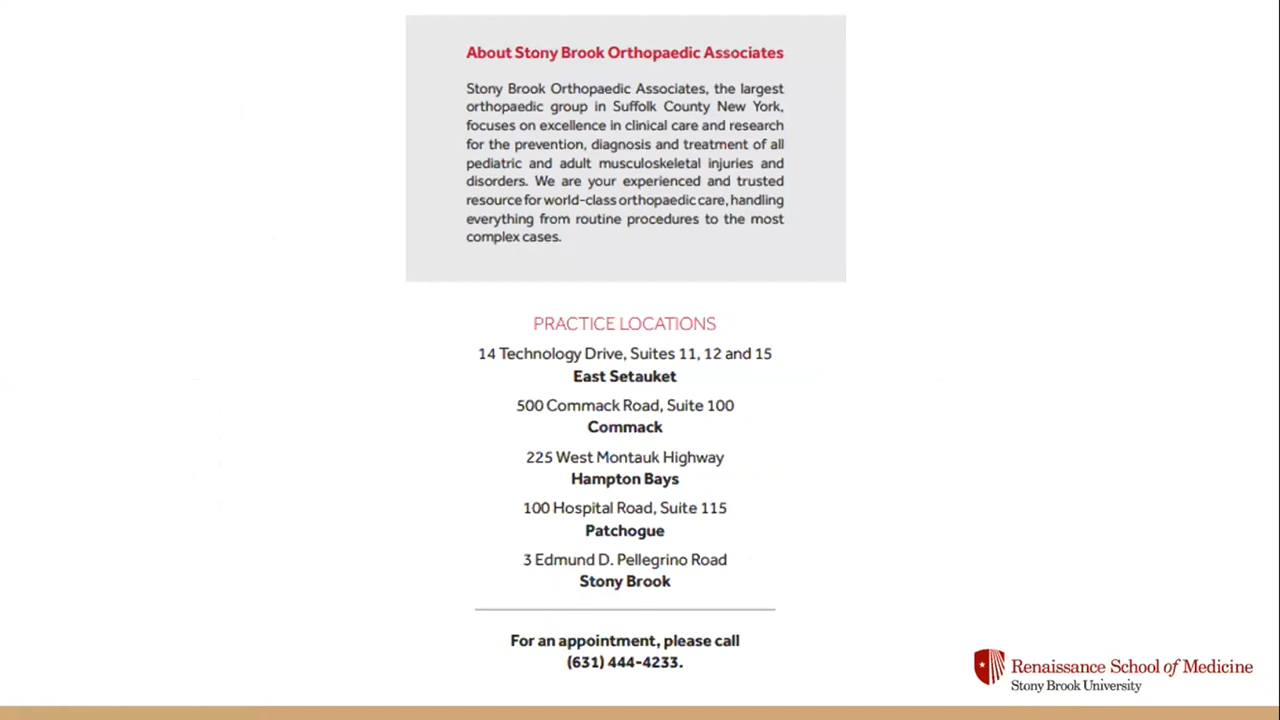 About Stony Brook Orthopaedic Associates
Stony Brook Orthopaedic Associates, the largest
orthopaedic group in Suffolk County New York,
focuses on excellence in clinical care and research
for the prevention, diagnosis and treatment of all
pediatric and adult musculoskeletal injuries and
disorders. We are your experienced and trusted
resource for world-class orthopaedic care, handling
everything from routine procedures to the most
complex cases.
PRACTICE LOCATIONS
14 Technology Drive, Suites 11, 12 and 15
East Setauket
500 Commack Road, Suite 100
Commack
225 West Montauk Highway
Hampton Bays
100 Hospital Road, Suite 115
Patchogue
3 Edmund D. Pellegrino Road
Stony Brook
For an appointment, please call
(631) 444-4233.
Renaissance School of Medicine
Stony Brook University